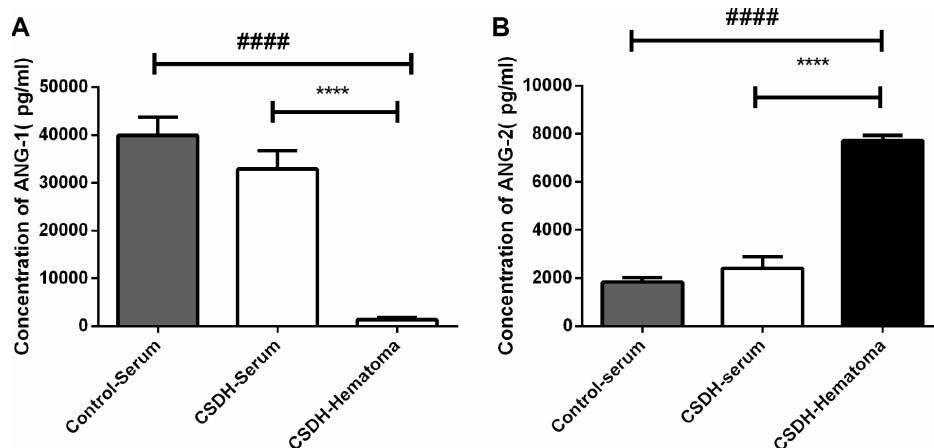 A
####
****
Concentration of ANG-1( pg/ml)
50000
40000
30000
20000
10000
0
Control-Serum
CSDH-Serum
CSDH-Hematoma
B
####
****
Concentration of ANG-2( pg/ml)
10000
8000
6000
4000
2000
0
Control-serum
CSDH-serum
CSDH-Hematoma